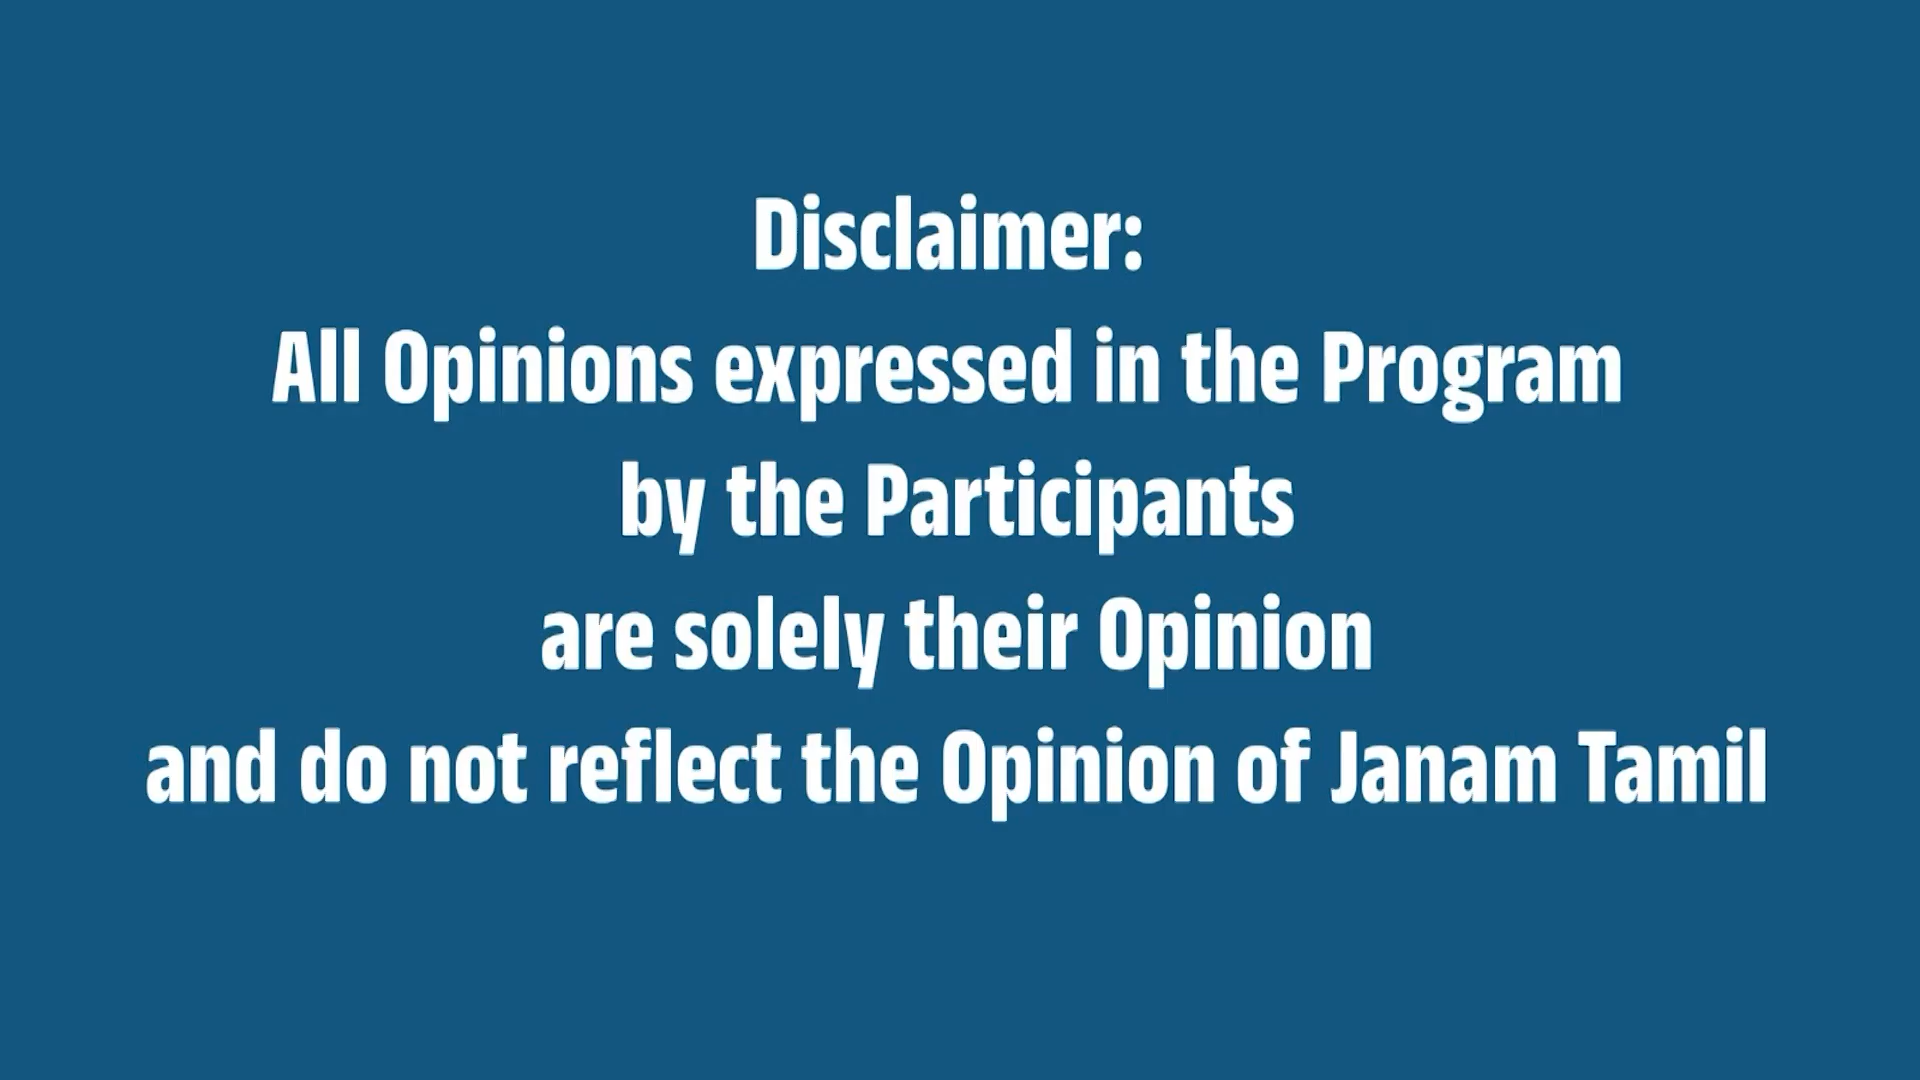 Disclaimer:
All Opinions expressed in the Program
by the Participants
are solely their Opinion
and do not reflect the Opinion of Janam Tamil